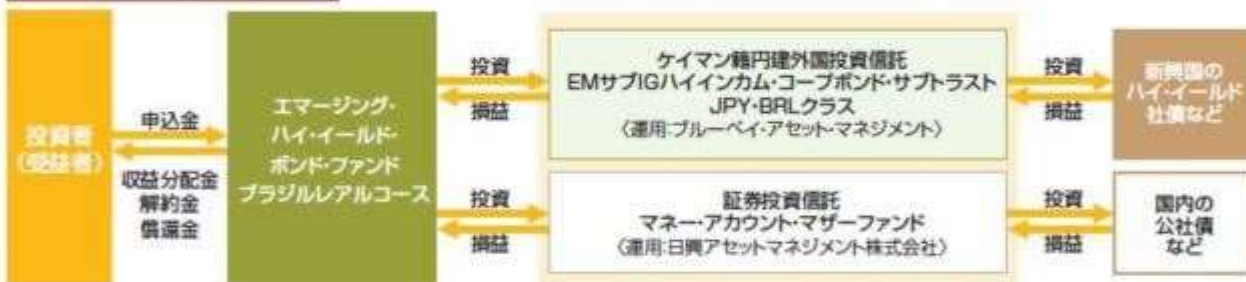 投資者
(受益者)
申込金
収益分配金
解約金
償還金
エマージング・
ハイ・イールド・
ボンド・ファンド
ブラジルレアルコース
投資
損益
投資
損益
ケイマン籍円建外国投資信託
EMサブIGハイインカム・コープボンド・サブトラスト
JPY・BRLクラス
〈運用:ブルーベイ・アセット・マネジメント〉
証券投資信託
マネー・アカウント・マザーファンド
〈運用:日興アセットマネジメント株式会社〉
投資
損益
投資
損益
新興国の
ハイ・イールド
社債など
国内の
公社債
など